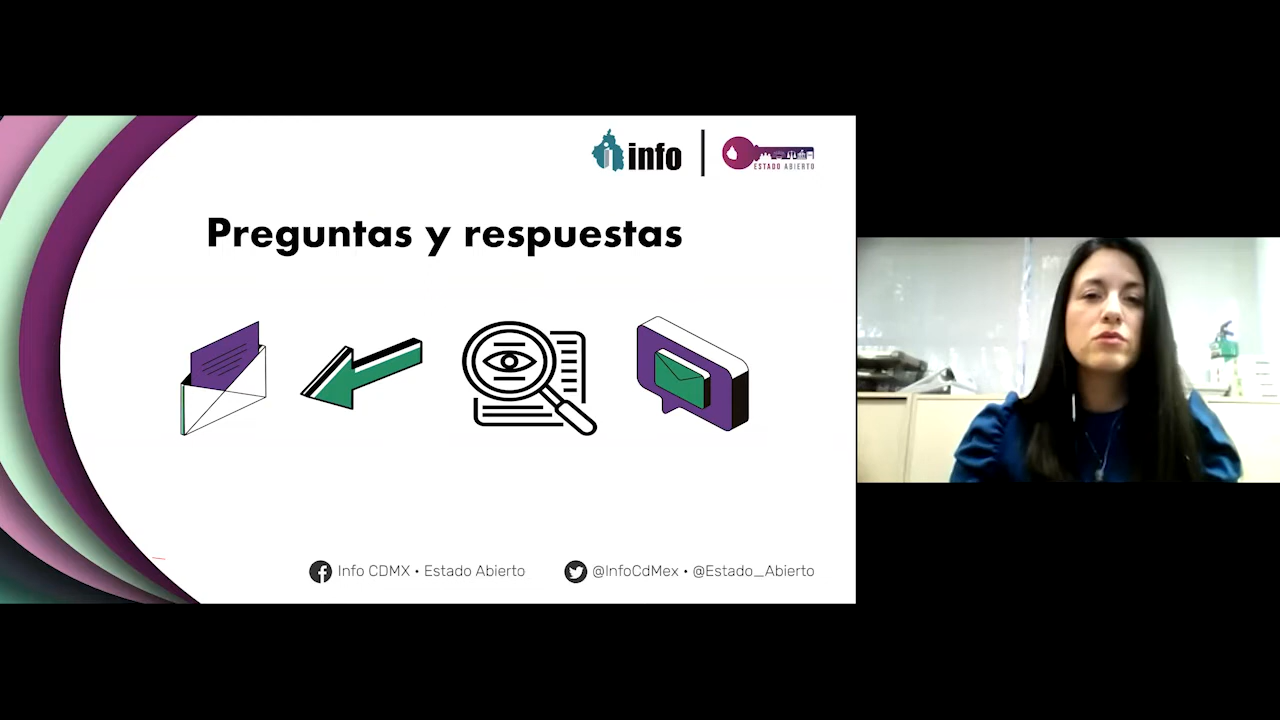 info
ESTADO ABIERTO
Preguntas y respuestas
Info CDMX • Estado Abierto
@InfoCdMex • @Estado_Abierto